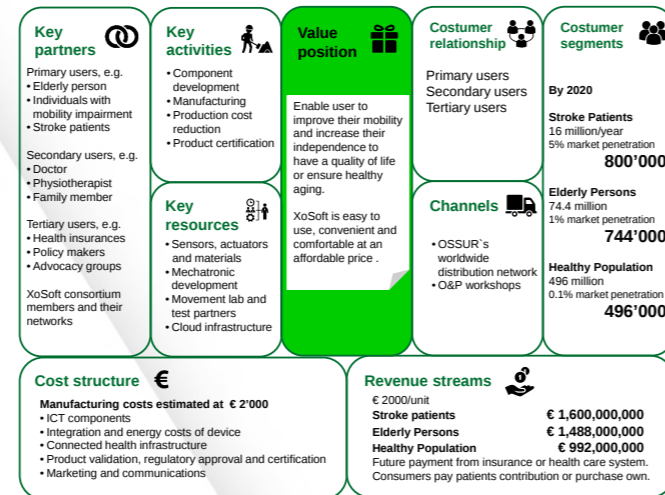 Key
partners
Primary users, e.g.
• Elderly person
• Individuals with
mobility impairment
• Stroke patients
Secondary users, e.g.
• Doctor
• Physiotherapist
• Family member
Tertiary users, e.g.
• Health insurances
• Policy makers
• Advocacy groups
XoSoft consortium
members and their
networks
Key
activities
• Component
development
• Manufacturing
• Production cost
reduction
• Product certification
Key
resources
• Sensors, actuators
and materials
• Mechatronic
development
• Movement lab and
test partners
• Cloud infrastructure
Value
position
Enable user to
improve their mobility
and increase their
independence to
have a quality of life
or ensure healthy
aging.
XoSoft is easy to
use, convenient and
comfortable at an
affordable price .
Costumer
relationship
Primary users
Secondary users
Tertiary users
Channels
• OSSUR`s
worldwide
distribution network
• O&P workshops
Costumer
segments
By 2020
Stroke Patients
16 million/year
5% market penetration
800'000
Elderly Persons
74.4 million
1% market penetration
744'000
Healthy Population
496 million
0.1% market penetration
496'000
Cost structure €
Manufacturing costs estimated at € 2'000
• ICT components
• Integration and energy costs of device
• Connected health infrastructure
• Product validation, regulatory approval and certification
• Marketing and communications
Revenue streams
€ 2000/unit
Stroke patients € 1,600,000,000
Elderly Persons € 1,488,000,000
Healthy Population € 992,000,000
Future payment from insurance or health care system.
Consumers pay patients contribution or purchase own.